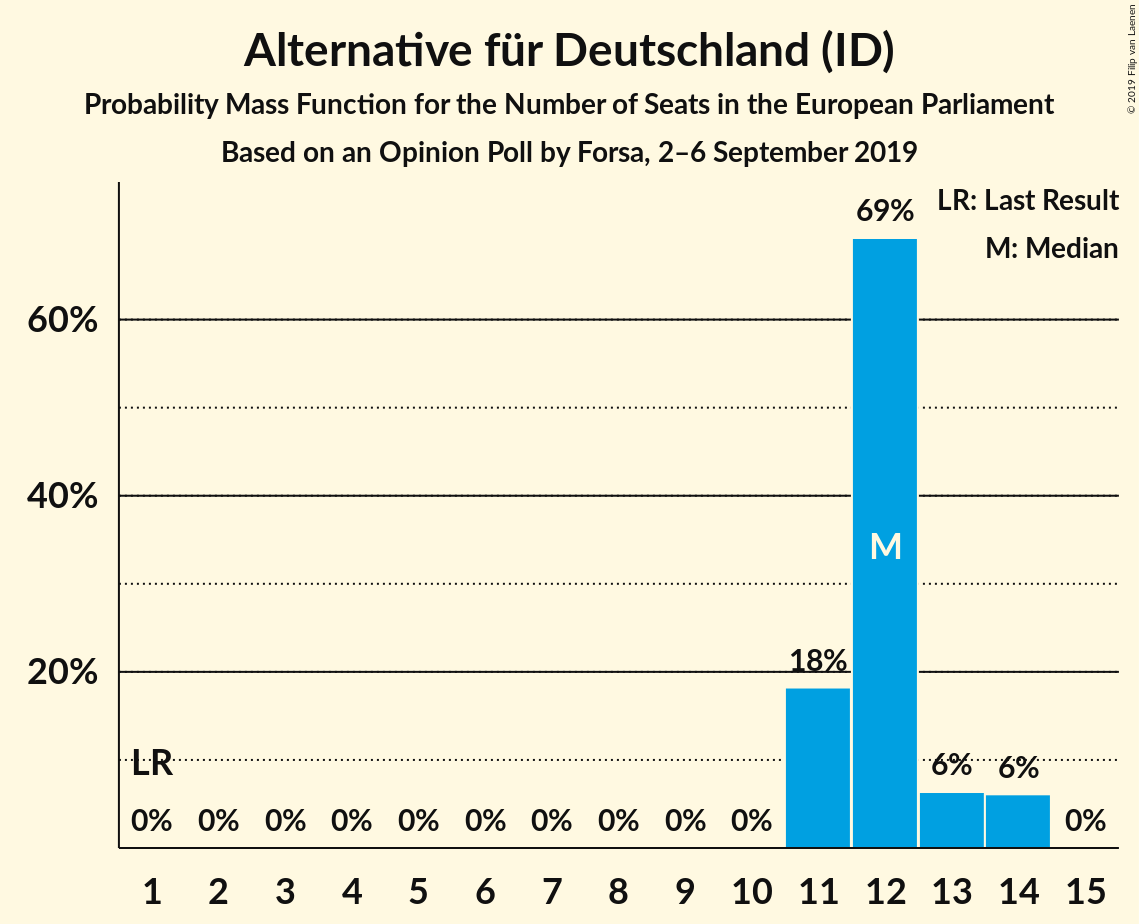 Alternative für Deutschland (ID)
Probability Mass Function for the Number of Seats in the European Parliament
Based on an Opinion Poll by Forsa, 2–6 September 2019
© 2019 Filip van Laenen
LR: Last Result
M: Median
69%
60%
40%
M
20%
18%
LR
6% 6%
0% 0% 0% 0% 0% 0% 0% 0% 0% 0% 0%
1 2 3 4 5 6 7 8 9 10 11 12 13 14 15